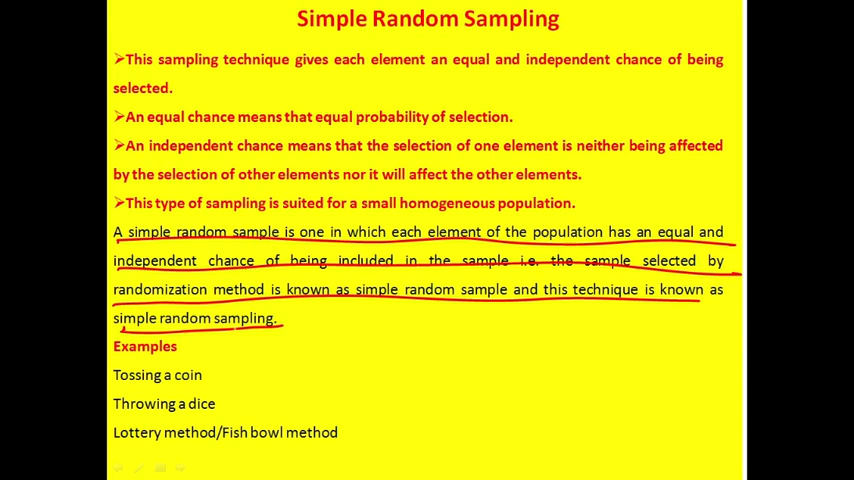 Simple Random Sampling
➢This sampling technique gives each element an equal and independent chance of being
selected.
➢An equal chance means that equal probability of selection.
➢An independent chance means that the selection of one element is neither being affected
by the selection of other elements nor it will affect the other elements.
➢This type of sampling is suited for a small homogeneous population.
A simple random sample is one in which each element of the population has an equal and
independent chance of being included in the sample i.e. the sample selected by
randomization method is known as simple random sample and this technique is known as
simple random sampling.
Examples
Tossing a coin
Throwing a dice
Lottery method/Fish bowl method